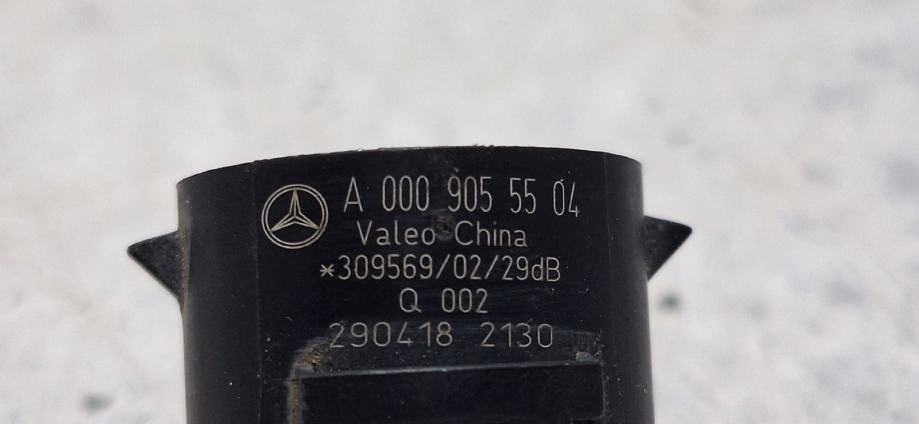 A 000 905 55 04
Valeo China
*309569/02/29dB
Q 002
290418 2130